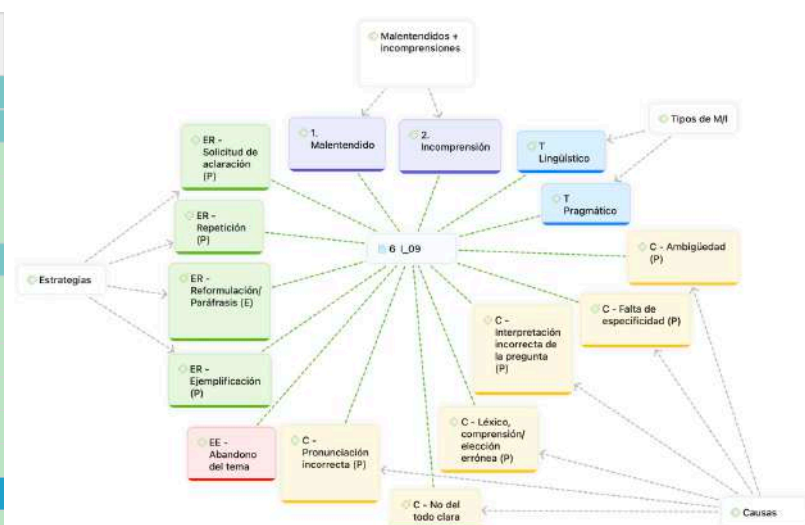 Malentendidos +
incomprensiones
Tipos de M/I
ER -
Solicitud de
aclaración
(P)
1.
Malentendido
2.
Incomprensión
T
Lingüístico
T
Pragmático
ER -
Repetición
(P)
6 I_09
C - Ambigüedad
(P)
Estrategias
ER -
Reformulación/
Paráfrasis (E)
C -
Interpretación
incorrecta de
la pregunta
(P)
C - Falta de
especificidad (P)
ER -
Ejemplificación
(P)
EE -
Abandono
del tema
C -
Pronunciación
incorrecta (P)
C - Léxico,
comprensión/
elección
errónea (P)
C - No del
todo clara
Causas